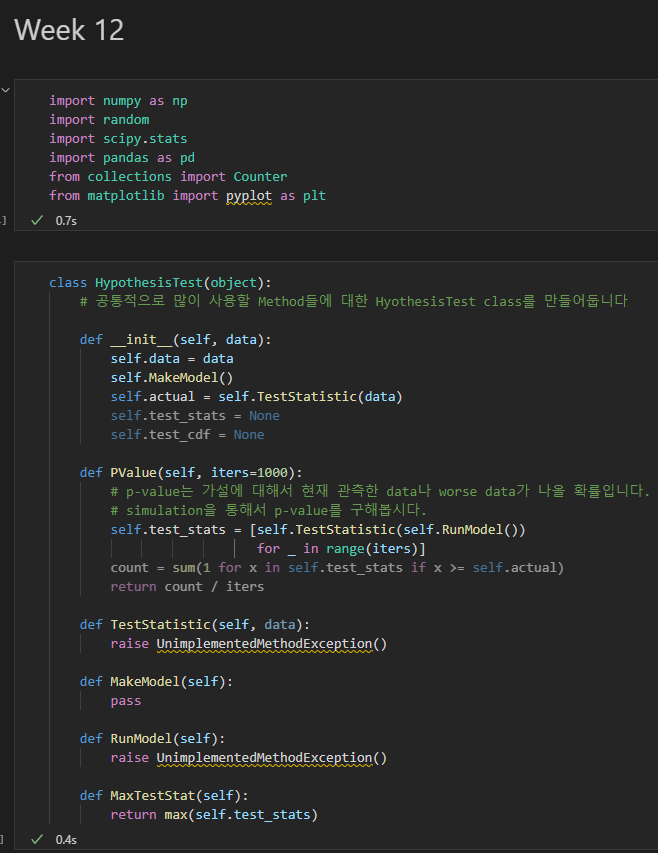 Week 12
import numpy as np
import random
import scipy.stats
import pandas as pd
from collections import Counter
from matplotlib import pyplot as plt
0.7s
class HypothesisTest(object):
# 공통적으로 많이 사용할 Method들에 대한 HyothesisTest class를 만들어둡니다
def __init__(self, data):
self.data = data
self.MakeModel()
self.actual = self.TestStatistic(data)
self.test_stats = None
self.test_cdf = None
def PValue(self, iters=1000):
# p-value는 가설에 대해서 현재 관측한 data나 worse data가 나올 확률입니다.
# simulation을 통해서 p-value를 구해봅시다.
self.test_stats = [self.TestStatistic(self.RunModel())
for _ in range(iters)]
count = sum(1 for x in self.test_stats if x >= self.actual)
return count / iters
def TestStatistic(self, data):
raise UnimplementedMethodException()
def MakeModel(self):
pass
def RunModel(self):
raise UnimplementedMethodException()
def MaxTestStat(self):
return max(self.test_stats)
0.4s